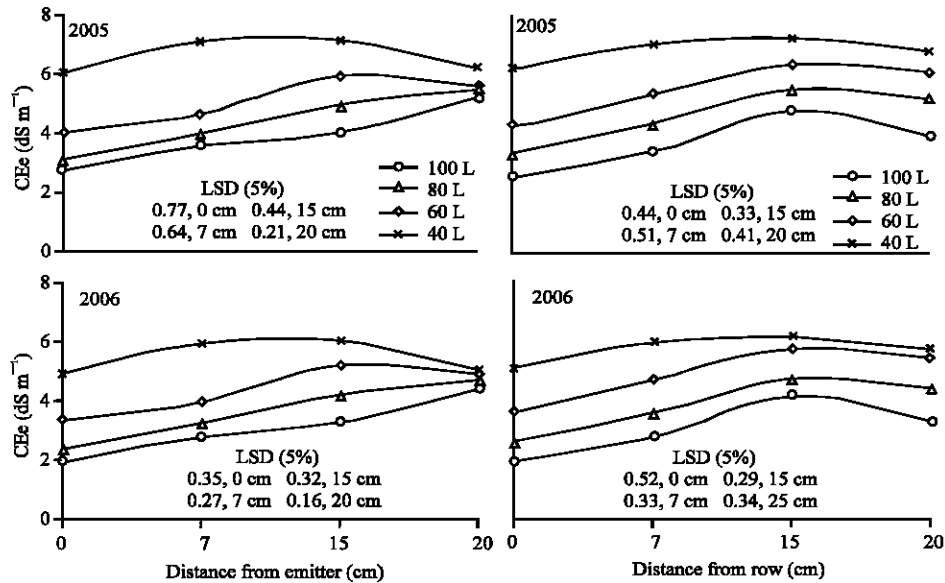 2005
8
6
4
2
0
CEe (dS m⁻¹)
100 L
80 L
60 L
40 L
LSD (5%)
0.77, 0 cm 0.44, 15 cm
0.64, 7 cm 0.21, 20 cm
2005
100 L
80 L
60 L
40 L
LSD (5%)
0.44, 0 cm 0.33, 15 cm
0.51, 7 cm 0.41, 20 cm
2006
8
6
4
2
0
CEe (dS m⁻¹)
LSD (5%)
0.35, 0 cm 0.32, 15 cm
0.27, 7 cm 0.16, 20 cm
0 7 15 20
Distance from emitter (cm)
2006
LSD (5%)
0.52, 0 cm 0.29, 15 cm
0.33, 7 cm 0.34, 25 cm
0 7 15 20
Distance from row (cm)